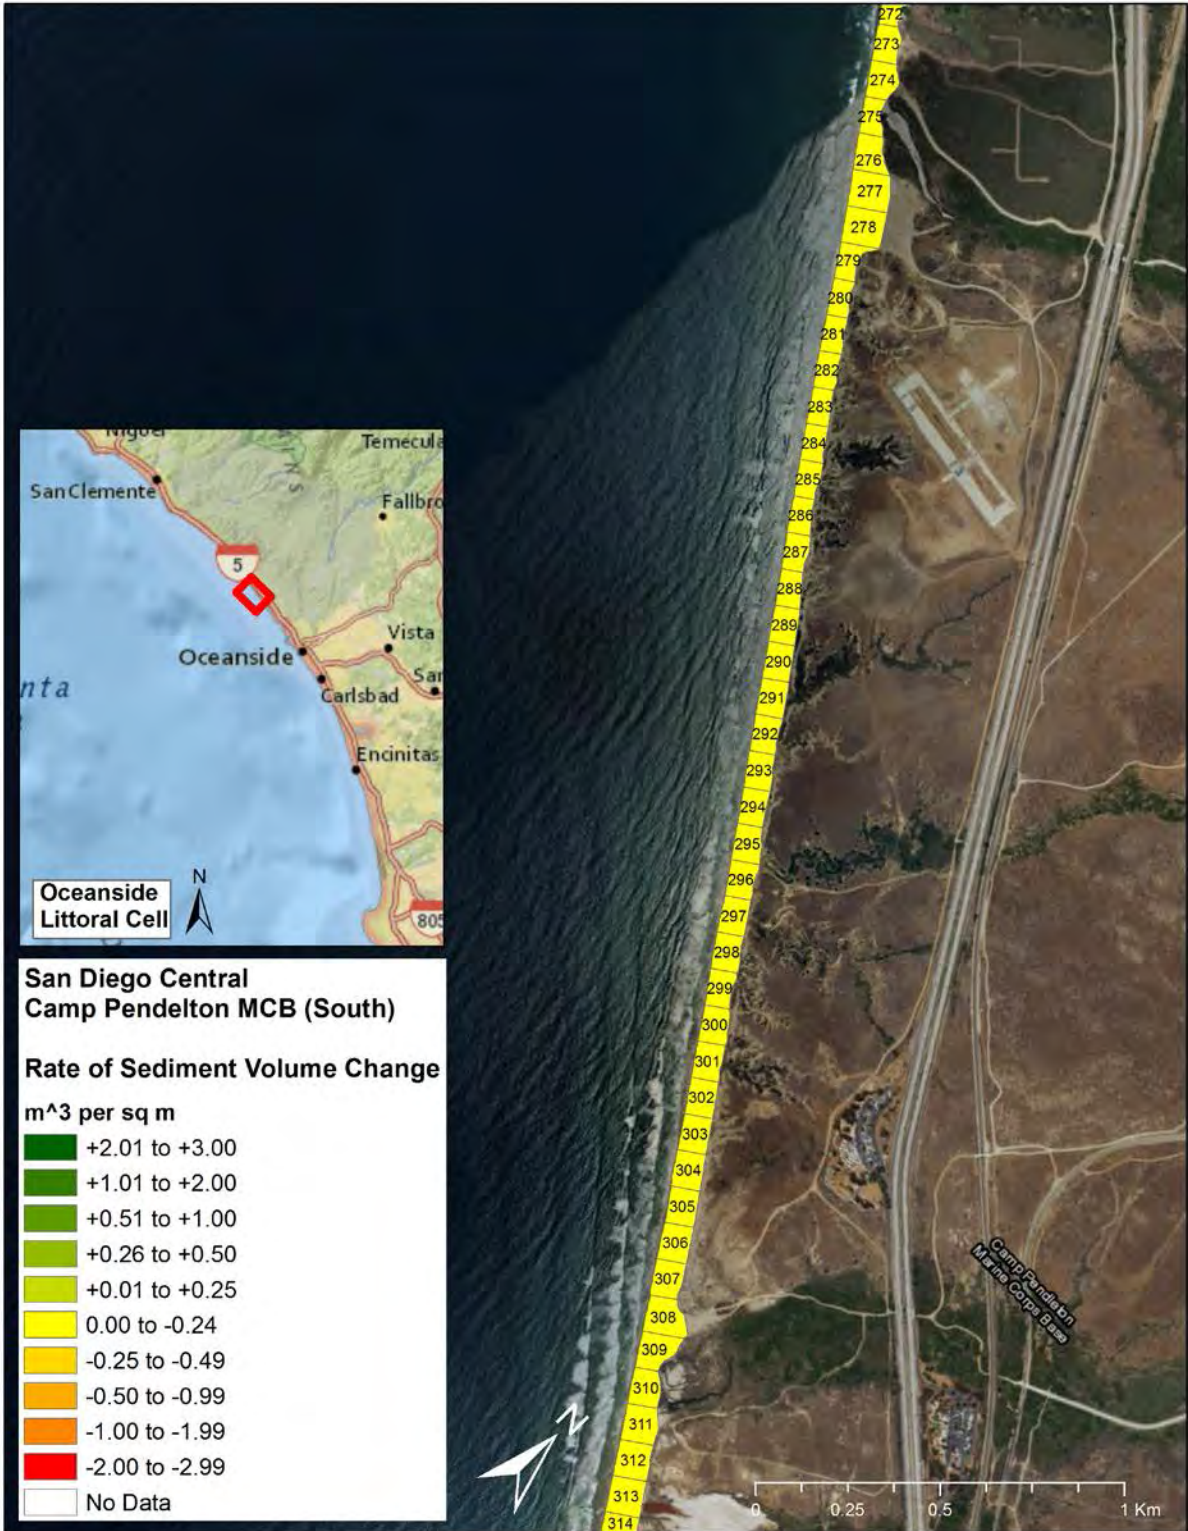 272
273
274
275
276
277
278
279
280
281
282
283
284
285
286
287
288
289
290
291
292
293
294
295
296
297
298
299
300
301
302
303
304
305
306
307
308
309
310
311
312
313
314
Niguel
Temecula
San Clemente
Fallbro
5
Vista
Oceanside
San
nta
Carlsbad
Encinitas
N
Oceanside
Littoral Cell
805
San Diego Central
Camp Pendelton MCB (South)
Rate of Sediment Volume Change
m^3 per sq m
+2.01 to +3.00
+1.01 to +2.00
+0.51 to +1.00
+0.26 to +0.50
+0.01 to +0.25
0.00 to -0.24
-0.25 to -0.49
-0.50 to -0.99
-1.00 to -1.99
-2.00 to -2.99
No Data
Camp Pendleton
Marine Corps Base
N
0 0.25 0.5 1 Km